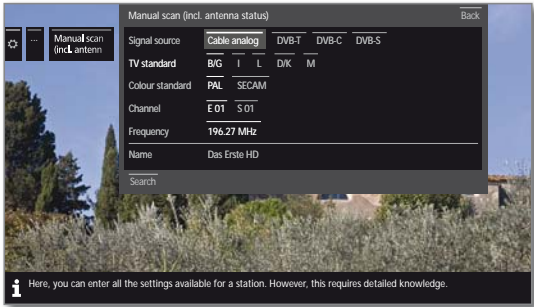 Manual scan (incl. antenna status) Back
... Manual scan
(incl. antenn
Signal source Cable analog DVB-T DVB-C DVB-S
TV standard B/G I L D/K M
Colour standard PAL SECAM
Channel E 01 S 01
Frequency 196.27 MHz
Name Das Erste HD
Search
i Here, you can enter all the settings available for a station. However, this requires detailed knowledge.